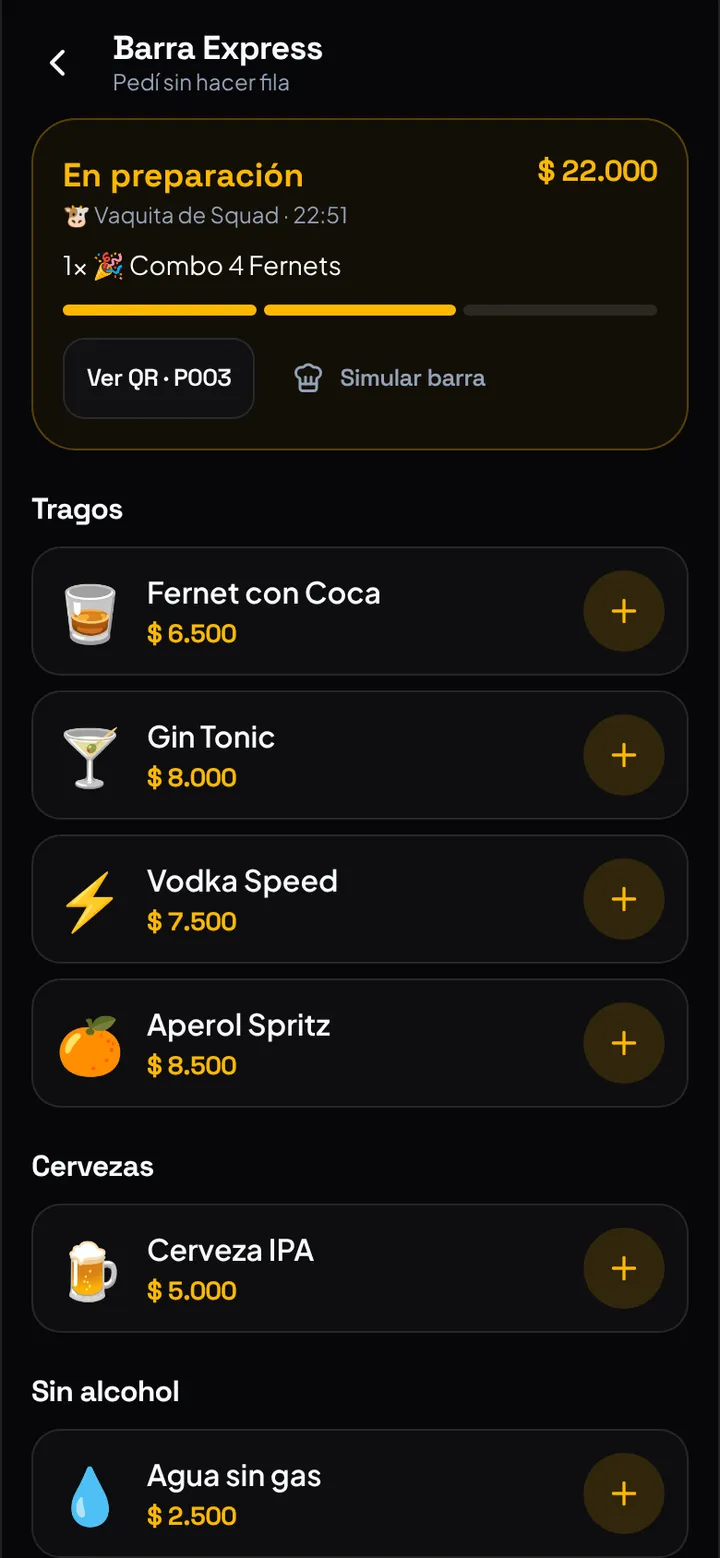 Barra Express
Pedí sin hacer fila
En preparación
$ 22.000
🐮 Vaquita de Squad · 22:51
1× 🎉 Combo 4 Fernets
Ver QR · P003
Simular barra
Tragos
Fernet con Coca
$ 6.500
Gin Tonic
$ 8.000
Vodka Speed
$ 7.500
Aperol Spritz
$ 8.500
Cervezas
Cerveza IPA
$ 5.000
Sin alcohol
Agua sin gas
$ 2.500